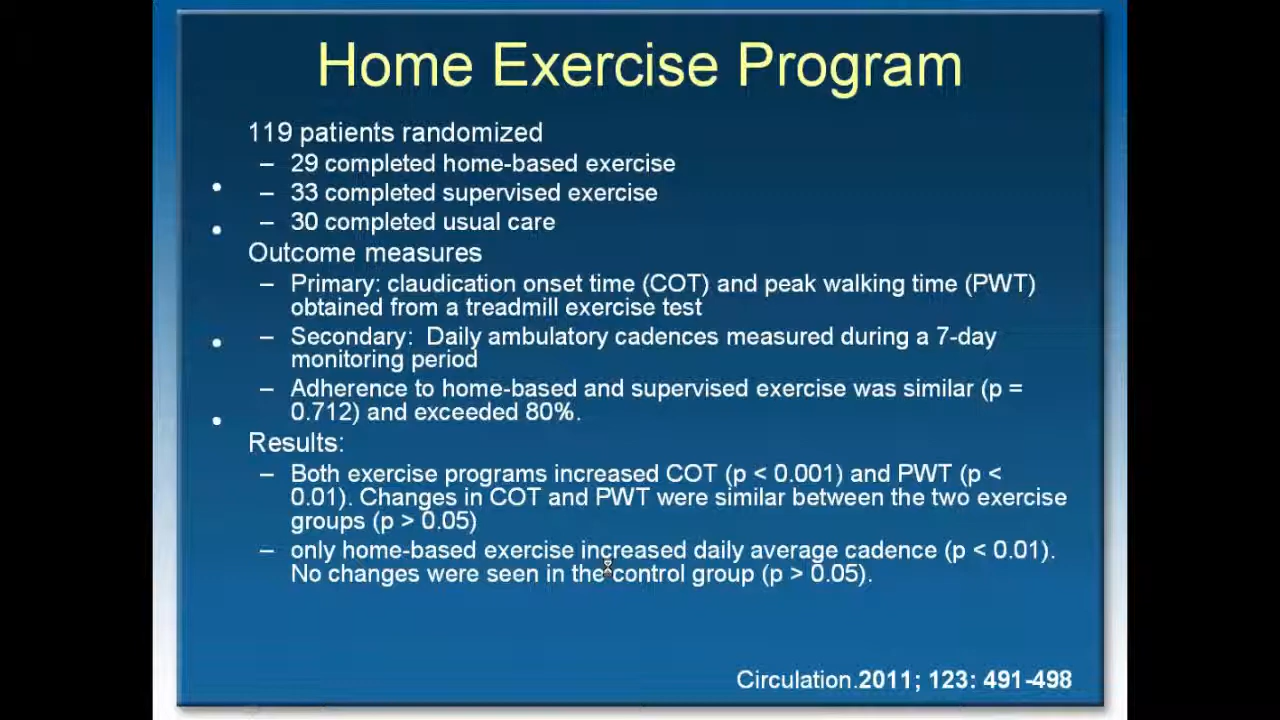 Home Exercise Program
119 patients randomized
– 29 completed home-based exercise
– 33 completed supervised exercise
– 30 completed usual care
Outcome measures
– Primary: claudication onset time (COT) and peak walking time (PWT)
obtained from a treadmill exercise test
– Secondary:  Daily ambulatory cadences measured during a 7-day
monitoring period
– Adherence to home-based and supervised exercise was similar (p =
0.712) and exceeded 80%.
Results:
– Both exercise programs increased COT (p < 0.001) and PWT (p <
0.01). Changes in COT and PWT were similar between the two exercise
groups (p > 0.05)
– only home-based exercise increased daily average cadence (p < 0.01).
No changes were seen in the control group (p > 0.05).
Circulation.2011; 123: 491-498